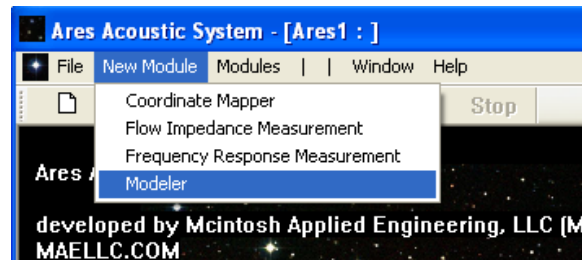 Ares Acoustic System - [Ares1 : ]
File New Module Modules | | Window Help
Coordinate Mapper
Stop
Flow Impedance Measurement
Frequency Response Measurement
Ares
Modeler
developed by Mcintosh Applied Engineering, LLC (M
MAELLC.COM